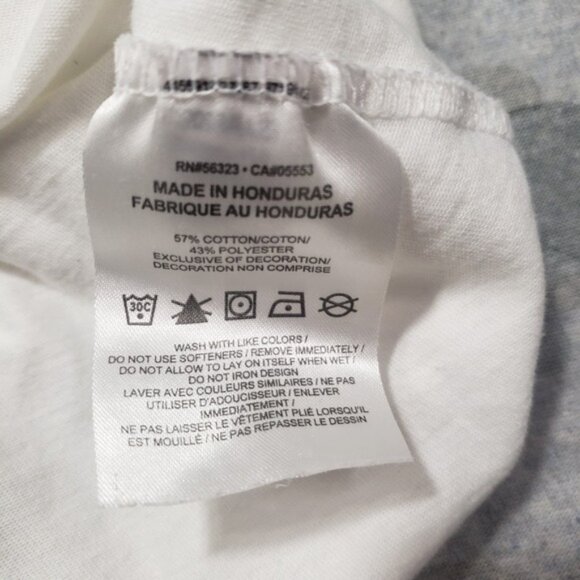 RN#56323 • CA#05553
MADE IN HONDURAS
FABRIQUE AU HONDURAS
57% COTTON/COTON/
43% POLYESTER
EXCLUSIVE OF DECORATION/
DECORATION NON COMPRISE
30C
WASH WITH LIKE COLORS /
DO NOT USE SOFTENERS / REMOVE IMMEDIATELY /
DO NOT ALLOW TO LAY ON ITSELF WHEN WET /
DO NOT IRON DESIGN
LAVER AVEC COULEURS SIMILAIRES / NE PAS
UTILISER D'ADOUCISSEUR / ENLEVER
IMMEDIATEMENT /
NE PAS LAISSER LE VÊTEMENT PLIÉ LORSQU'IL
EST MOUILLÉ / NE PAS REPASSER LE DESSIN